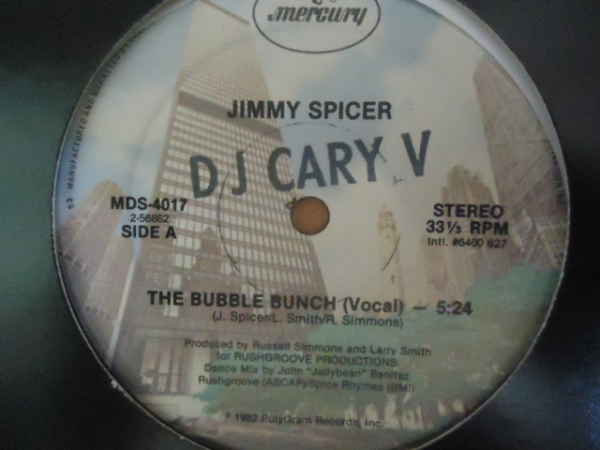 mercury
JIMMY SPICER
DJ CARY V
MDS-4017
2-56862
SIDE A
STEREO
33⅓ RPM
Intl. #6400 627
THE BUBBLE BUNCH (Vocal) — 5:24
(J. Spicer/L. Smith/R. Simmons)
Produced by Russell Simmons and Larry Smith
for RUSHGROOVE PRODUCTIONS
Dance Mix by John "Jellybean" Benitez
Rushgroove (ASCAP)/Spice Rhymes (BMI)
℗ 1982 PolyGram Records, Inc.
MANUFACTURED AND